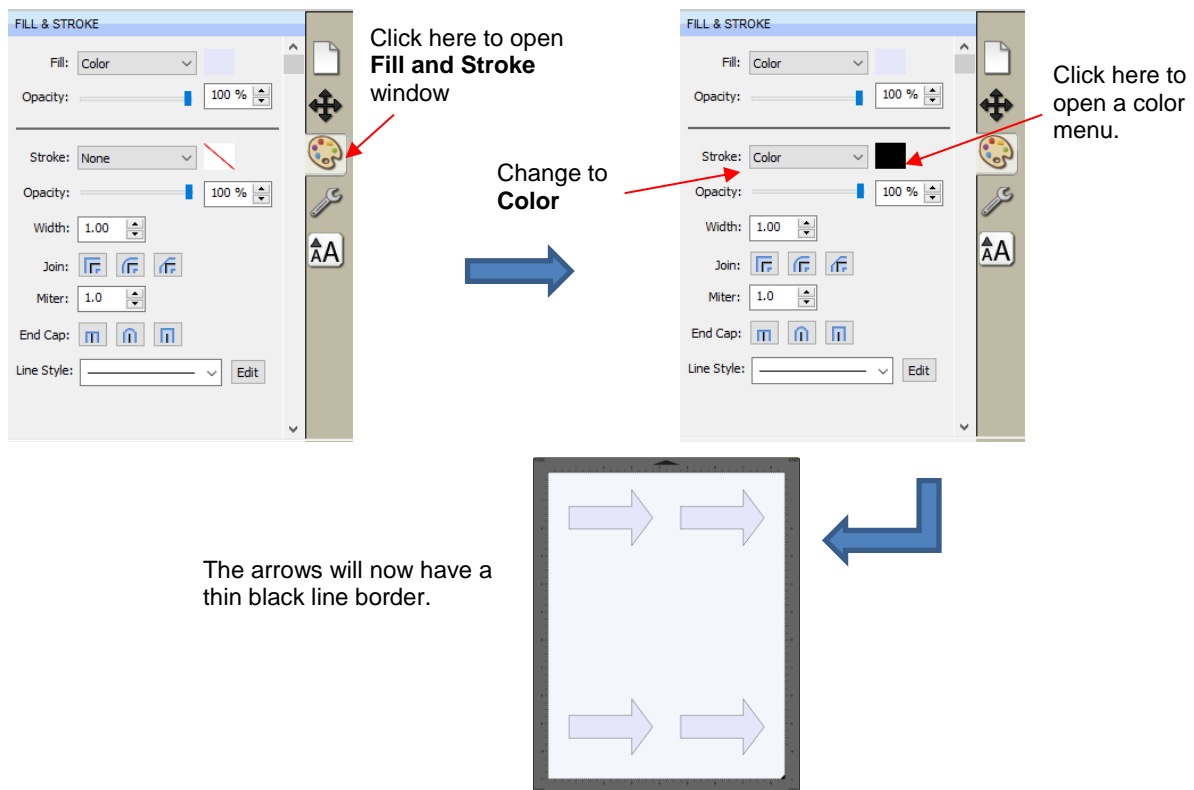 FILL & STROKE
Fill: Color
Opacity: 100 %
Stroke: None
Opacity: 100 %
Width: 1.00
Join:
Miter: 1.0
End Cap:
Line Style: Edit
AA
Click here to open
Fill and Stroke
window
Change to
Color
FILL & STROKE
Fill: Color
Opacity: 100 %
Stroke: Color
Opacity: 100 %
Width: 1.00
Join:
Miter: 1.0
End Cap:
Line Style: Edit
AA
Click here to
open a color
menu.
The arrows will now have a
thin black line border.